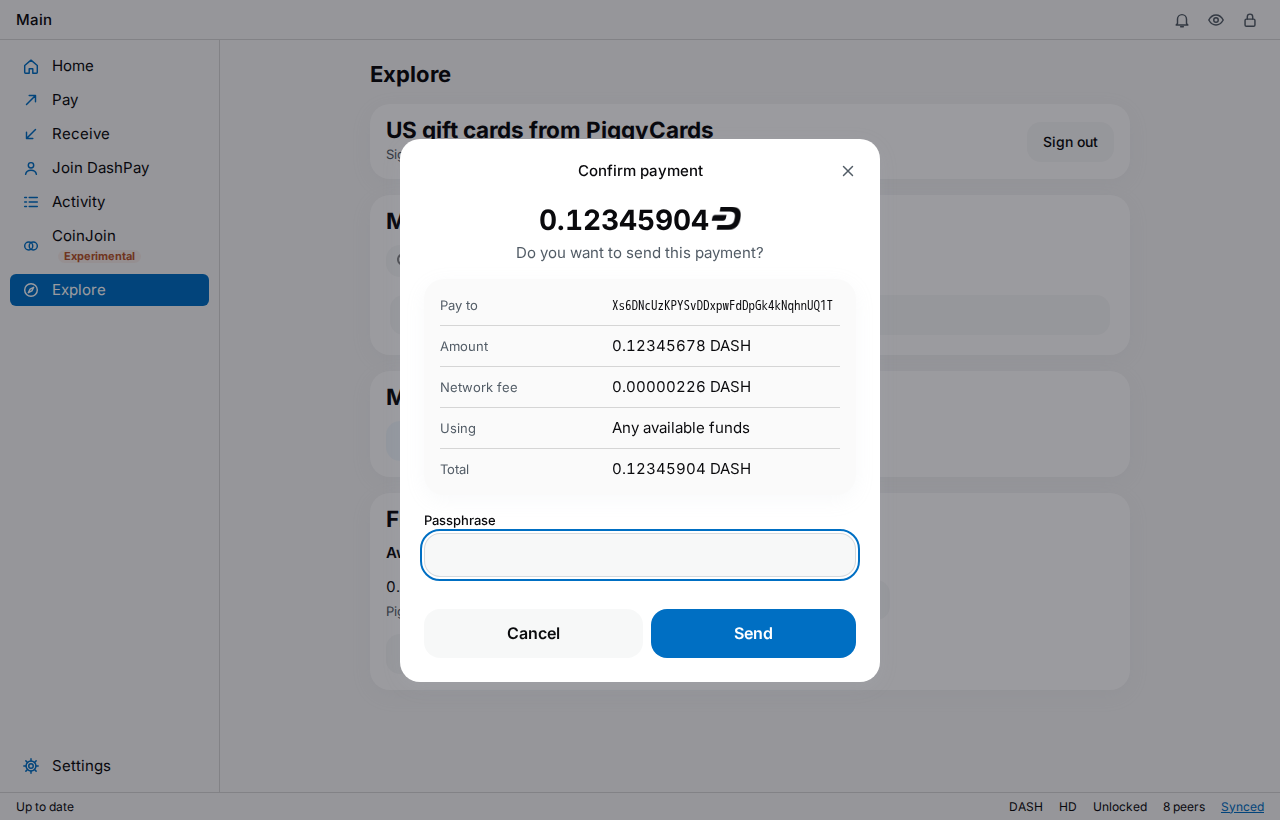 Main
Home
Pay
Receive
Join DashPay
Activity
CoinJoin
Experimental
Explore
Settings
Explore
US gift cards from PiggyCards
Sign out
Confirm payment
0.12345904
Do you want to send this payment?
Pay to Xs6DNcUzKPYSvDDxpwFdDpGk4kNqhnUQ1T
Amount 0.12345678 DASH
Network fee 0.00000226 DASH
Using Any available funds
Total 0.12345904 DASH
Passphrase
Cancel Send
Up to date DASH HD Unlocked 8 peers Synced